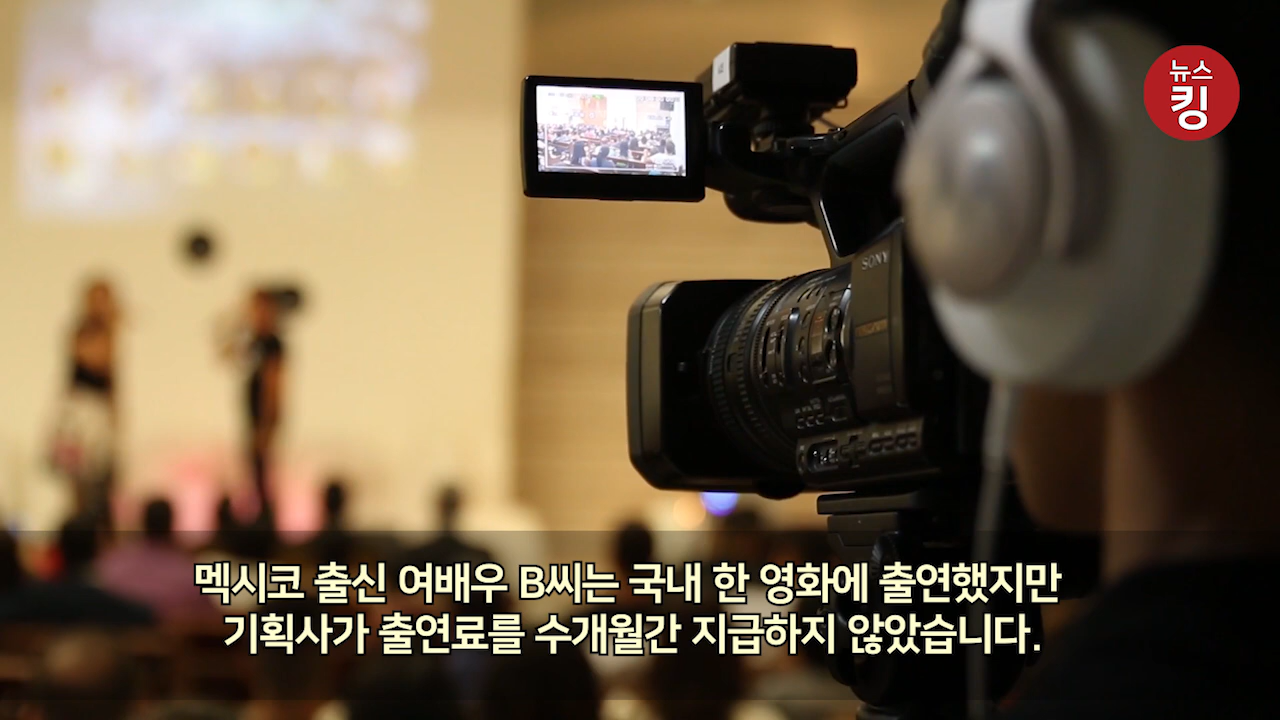 뉴스
킹
SONY
멕시코 출신 여배우 B씨는 국내 한 영화에 출연했지만
기획사가 출연료를 수개월간 지급하지 않았습니다.